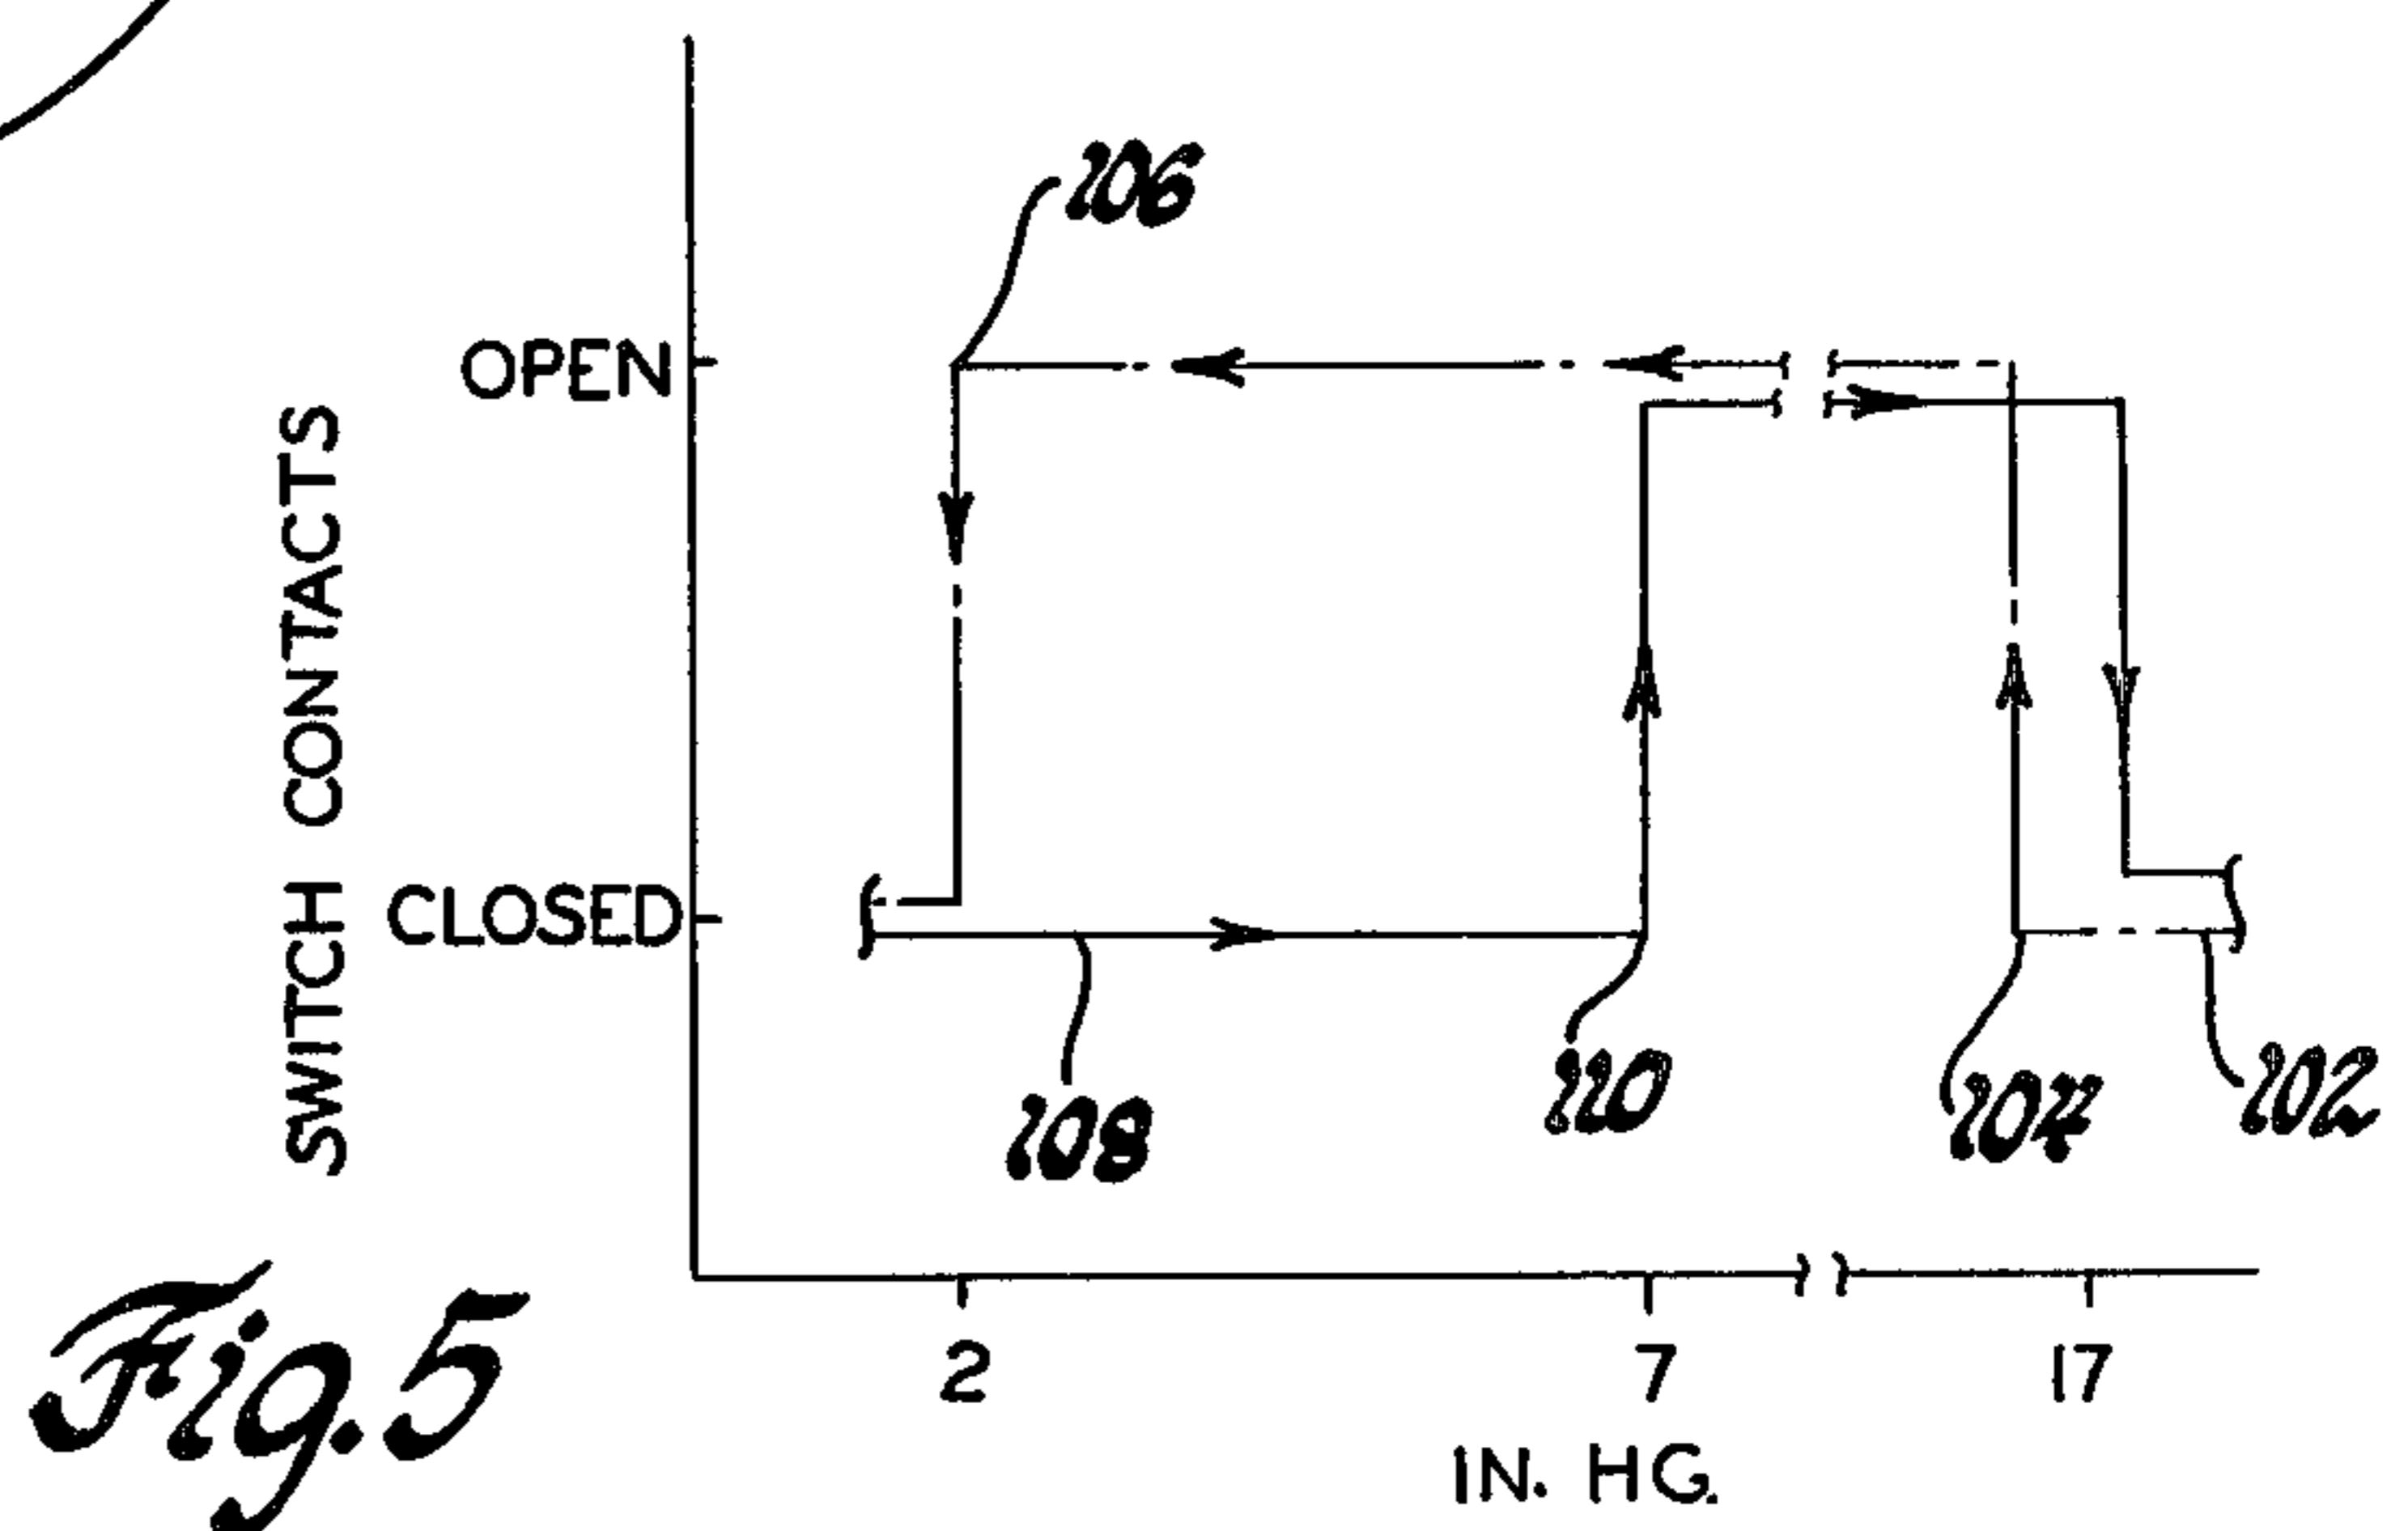 106
OPEN
SWITCH CONTACTS
CLOSED
108
110
104
102
2
7
17
IN. HG.
Fig. 5